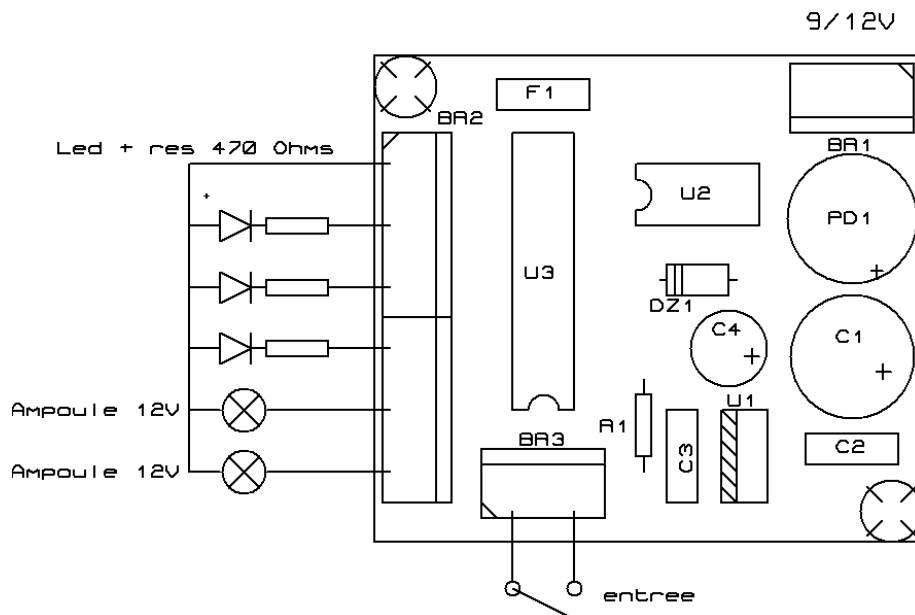 9/12V
F1
BR2
BR1
Led + res 470 Ohms
U2
PD1
U3
DZ1
C4
C1
Ampoule 12V
U1
R1
BR3
C3
C2
Ampoule 12V
entree